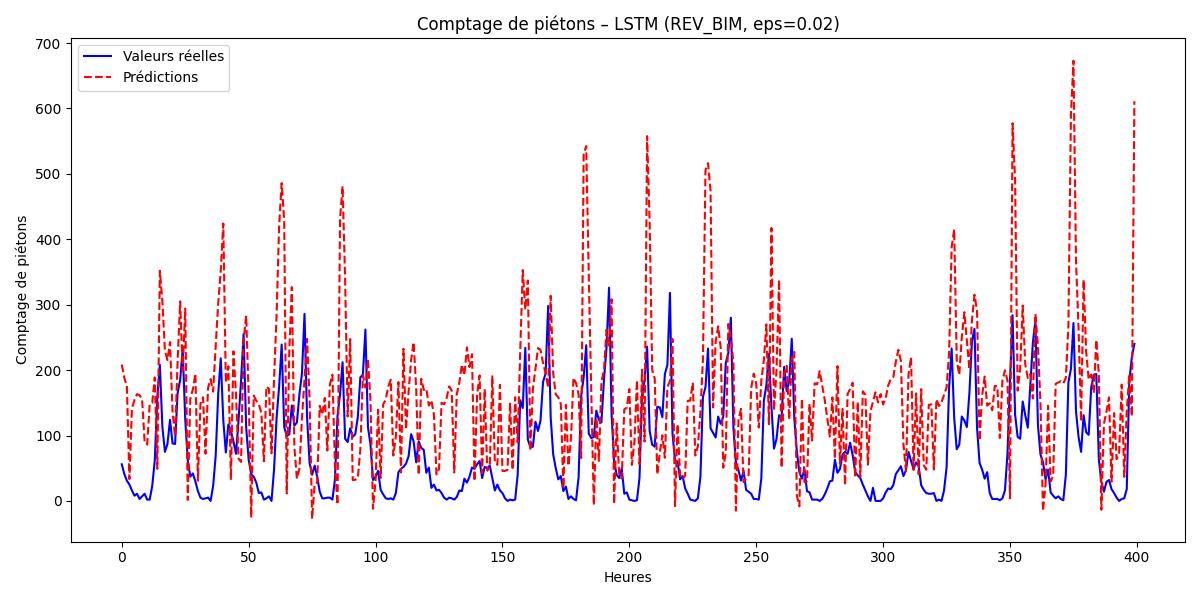 Comptage de piétons – LSTM (REV_BIM, eps=0.02)
Valeurs réelles
Prédictions
Comptage de piétons
700
600
500
400
300
200
100
0
0 50 100 150 200 250 300 350 400
Heures